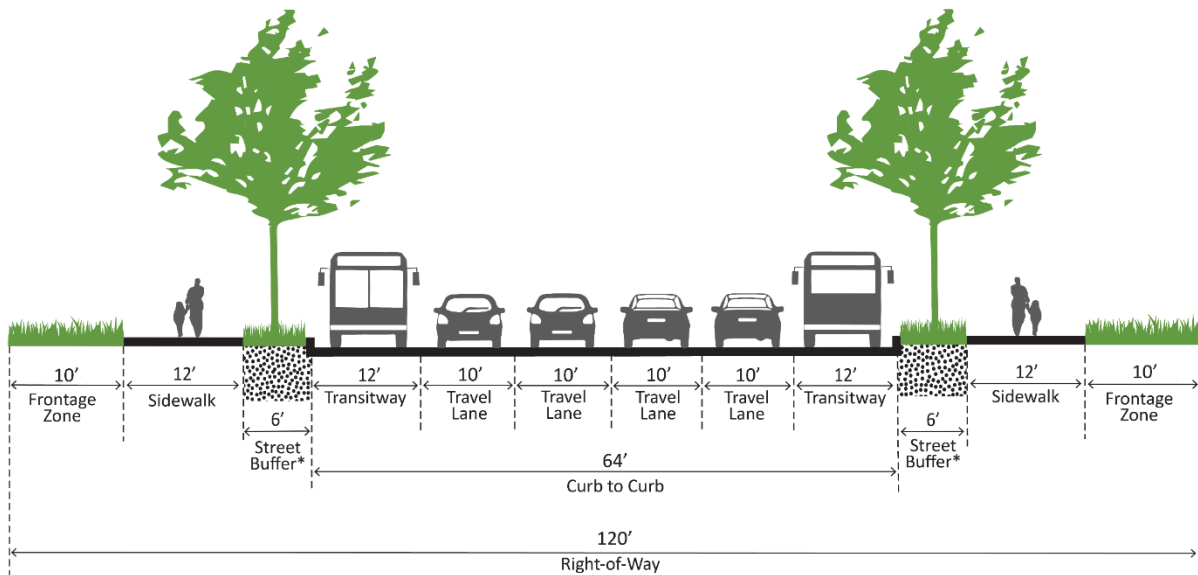 10’ 12’ 12’ 10’ 10’ 10’ 10’ 12’ 12’ 10’
Frontage Zone
Sidewalk
Transitway
Travel Lane
Travel Lane
Travel Lane
Travel Lane
Transitway
Sidewalk
Frontage Zone
6’
Street
Buffer*
6’
Street
Buffer*
64’
Curb to Curb
120’
Right-of-Way